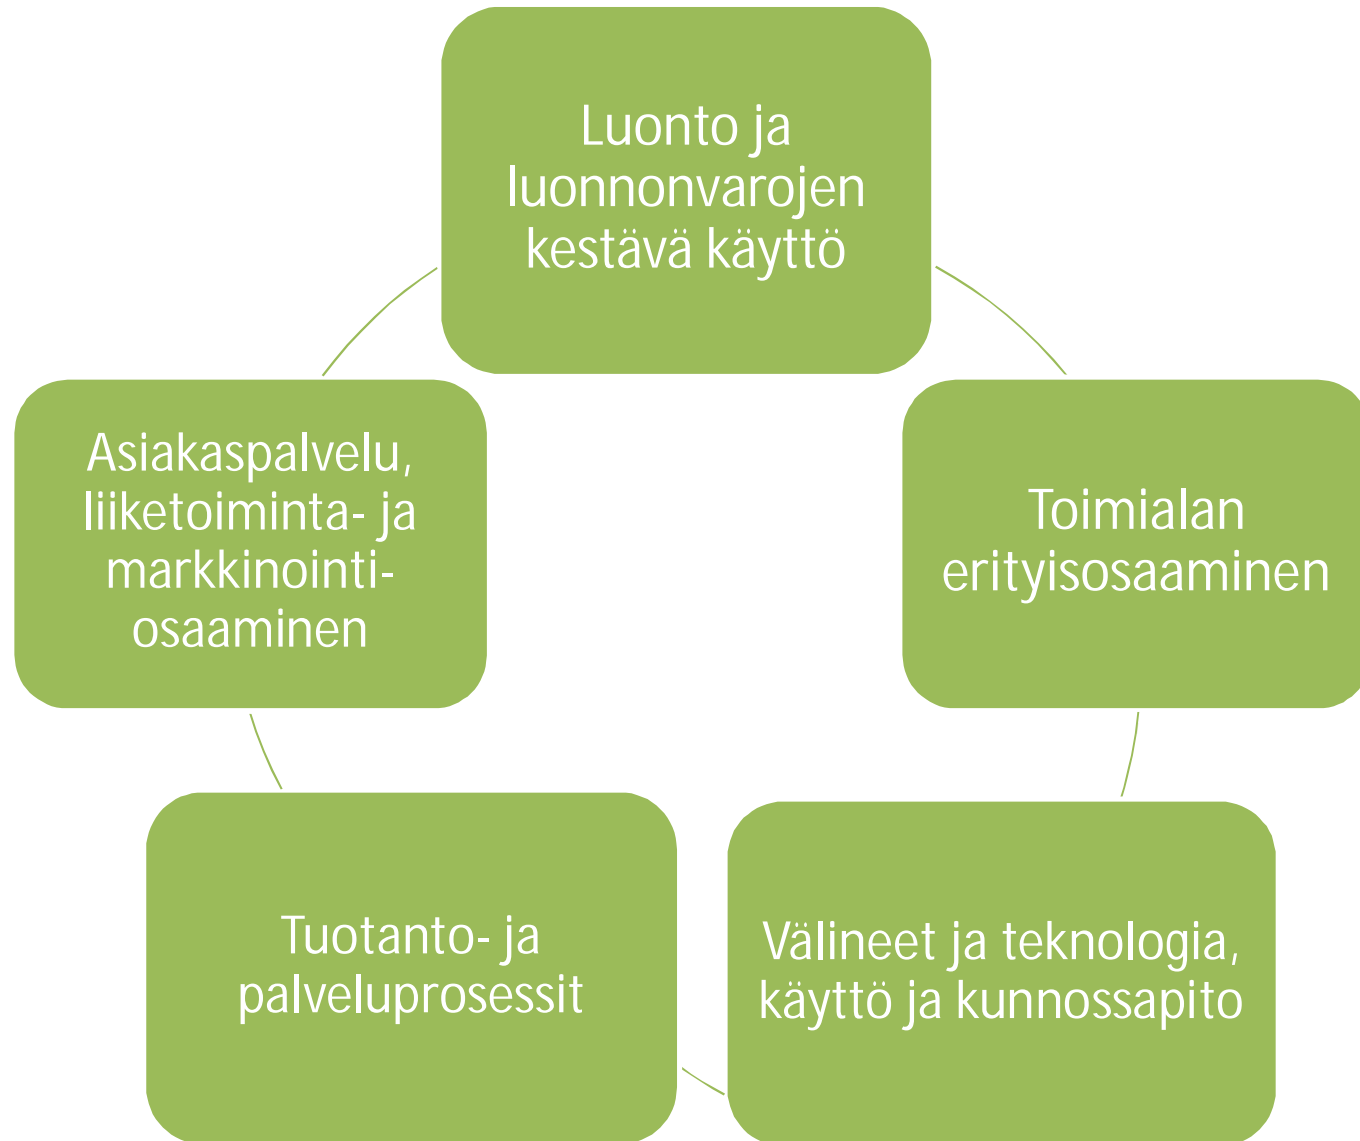 Luonto ja
luonnonvarojen
kestävä käyttö
Asiakaspalvelu,
liiketoiminta- ja
markkinointi-
osaaminen
Toimialan
erityisosaaminen
Tuotanto- ja
palveluprosessit
Välineet ja teknologia,
käyttö ja kunnossapito